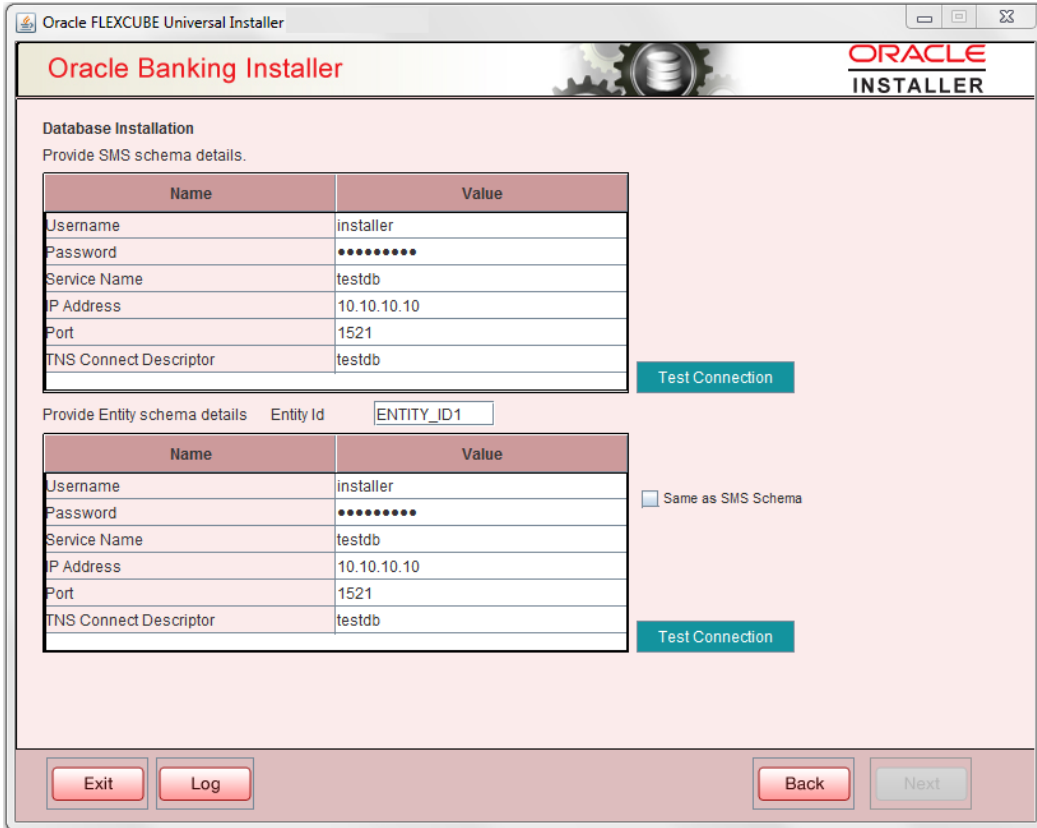 Oracle FLEXCUBE Universal Installer
Oracle Banking Installer
ORACLE
INSTALLER
Database Installation
Provide SMS schema details.
Name Value
Username installer
Password •••••••••
Service Name testdb
IP Address 10.10.10.10
Port 1521
TNS Connect Descriptor testdb
Test Connection
Provide Entity schema details Entity Id ENTITY_ID1
Name Value
Username installer
Same as SMS Schema
Password •••••••••
Service Name testdb
IP Address 10.10.10.10
Port 1521
TNS Connect Descriptor testdb
Test Connection
Exit Log Back Next